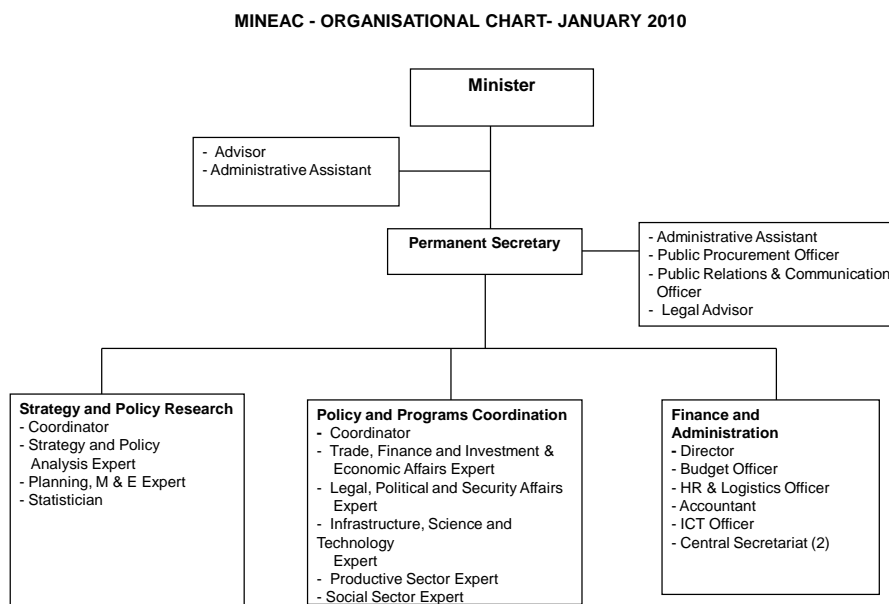 MINEAC - ORGANISATIONAL CHART- JANUARY 2010
Minister
- Advisor
- Administrative Assistant
Permanent Secretary
- Administrative Assistant
- Public Procurement Officer
- Public Relations & Communication
Officer
- Legal Advisor
Strategy and Policy Research
- Coordinator
- Strategy and Policy
Analysis Expert
- Planning, M & E Expert
- Statistician
Policy and Programs Coordination
- Coordinator
- Trade, Finance and Investment &
Economic Affairs Expert
- Legal, Political and Security Affairs
Expert
- Infrastructure, Science and
Technology
Expert
- Productive Sector Expert
- Social Sector Expert
Finance and
Administration
- Director
- Budget Officer
- HR & Logistics Officer
- Accountant
- ICT Officer
- Central Secretariat (2)